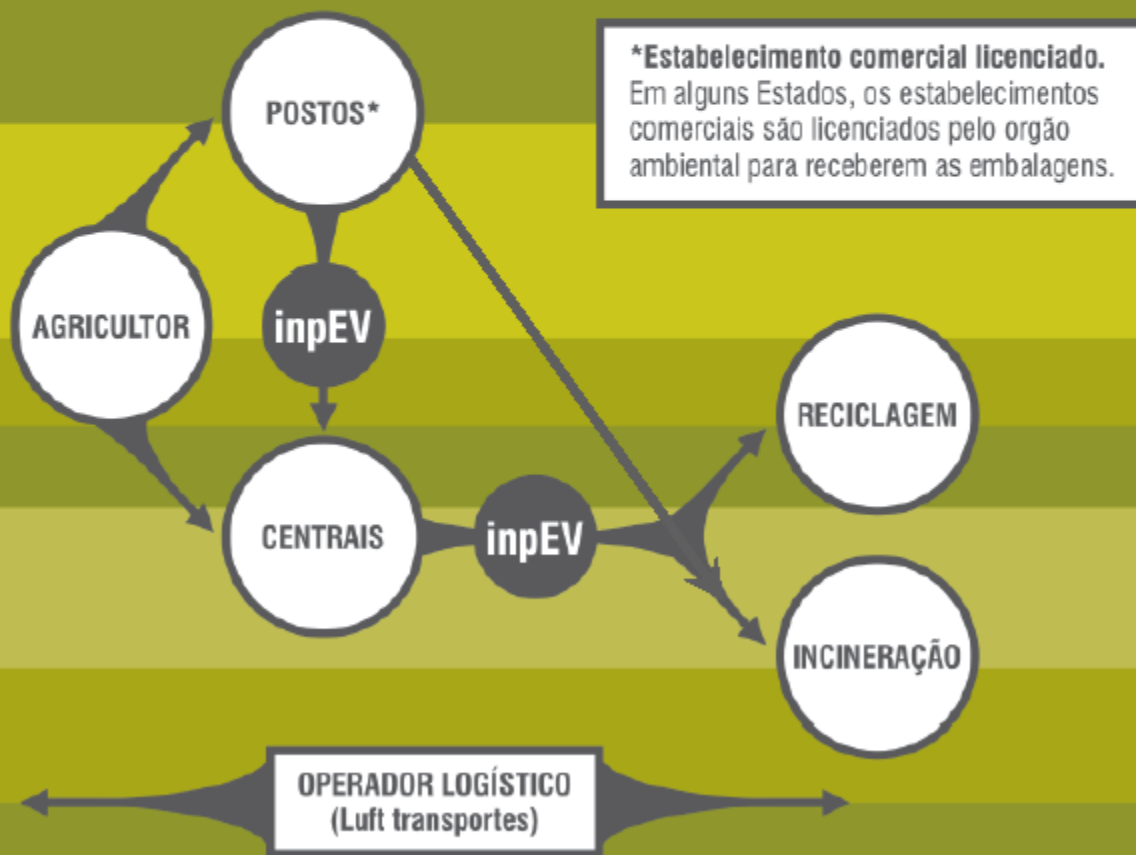 POSTOS*
*Estabelecimento comercial licenciado.
Em alguns Estados, os estabelecimentos
comerciais são licenciados pelo orgão
ambiental para receberem as embalagens.
AGRICULTOR
inpEV
RECICLAGEM
CENTRAIS
inpEV
INCINERAÇÃO
OPERADOR LOGÍSTICO
(Luft transportes)